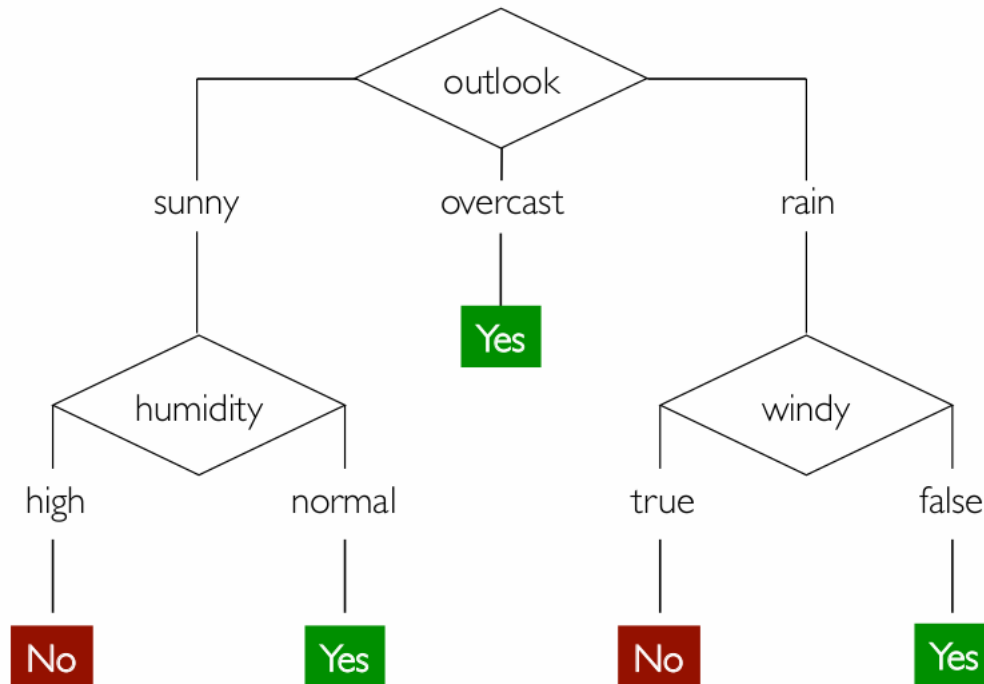 outlook
sunny overcast rain
Yes
humidity windy
high normal true false
No Yes No Yes